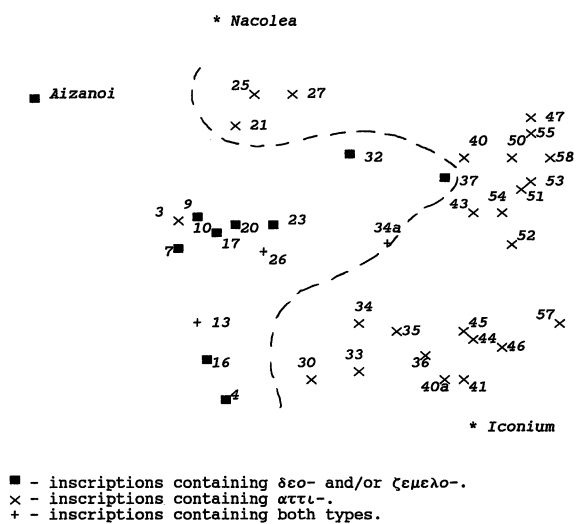 * Nacolea
■ Aizanoi
25 × × 27
× 21
× 47
× 55
40 50
× × × 58
■ 32
■ 37 × 53
× 51
43 54
× ×
9
3 × ■ 10 ■ 20 ■ 23
■ 17
34a
+
7 ■ + 26
× 52
+ 13
34
×
57 ×
× 35
× 45
× 44
× 46
■ 16
36 ×
30
×
33
×
40a × × 41
■ 4
* Iconium
■ - inscriptions containing δεο- and/or ζεμελο-.
× - inscriptions containing αττι-.
+ - inscriptions containing both types.